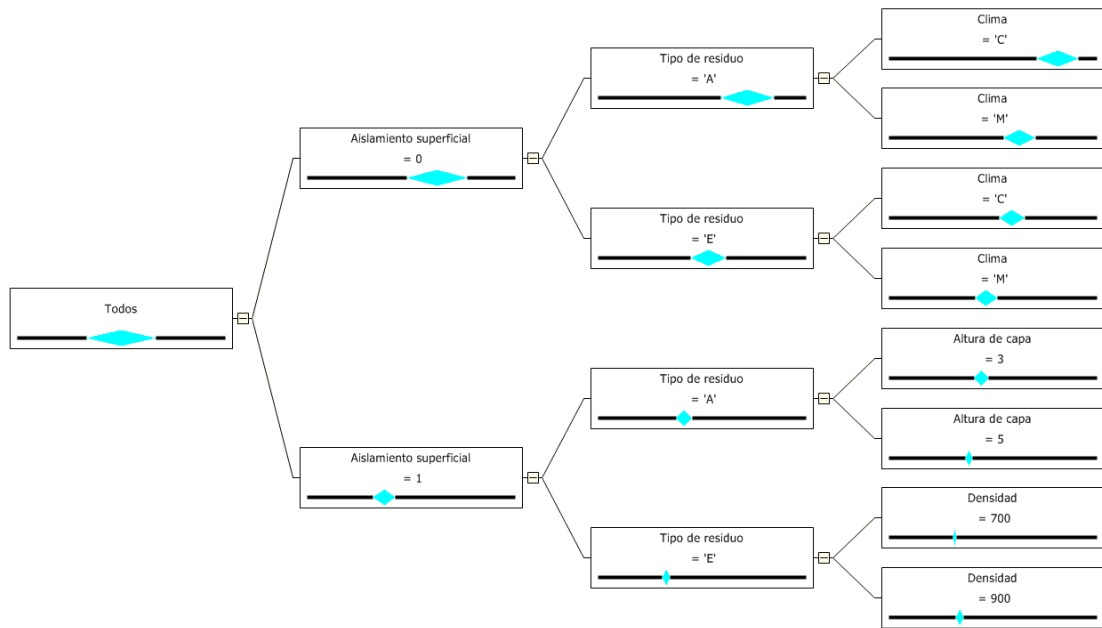 Todos
Aislamiento superficial
= 0
Aislamiento superficial
= 1
Tipo de residuo
= 'A'
Tipo de residuo
= 'E'
Tipo de residuo
= 'A'
Tipo de residuo
= 'E'
Clima
= 'C'
Clima
= 'M'
Clima
= 'C'
Clima
= 'M'
Altura de capa
= 3
Altura de capa
= 5
Densidad
= 700
Densidad
= 900